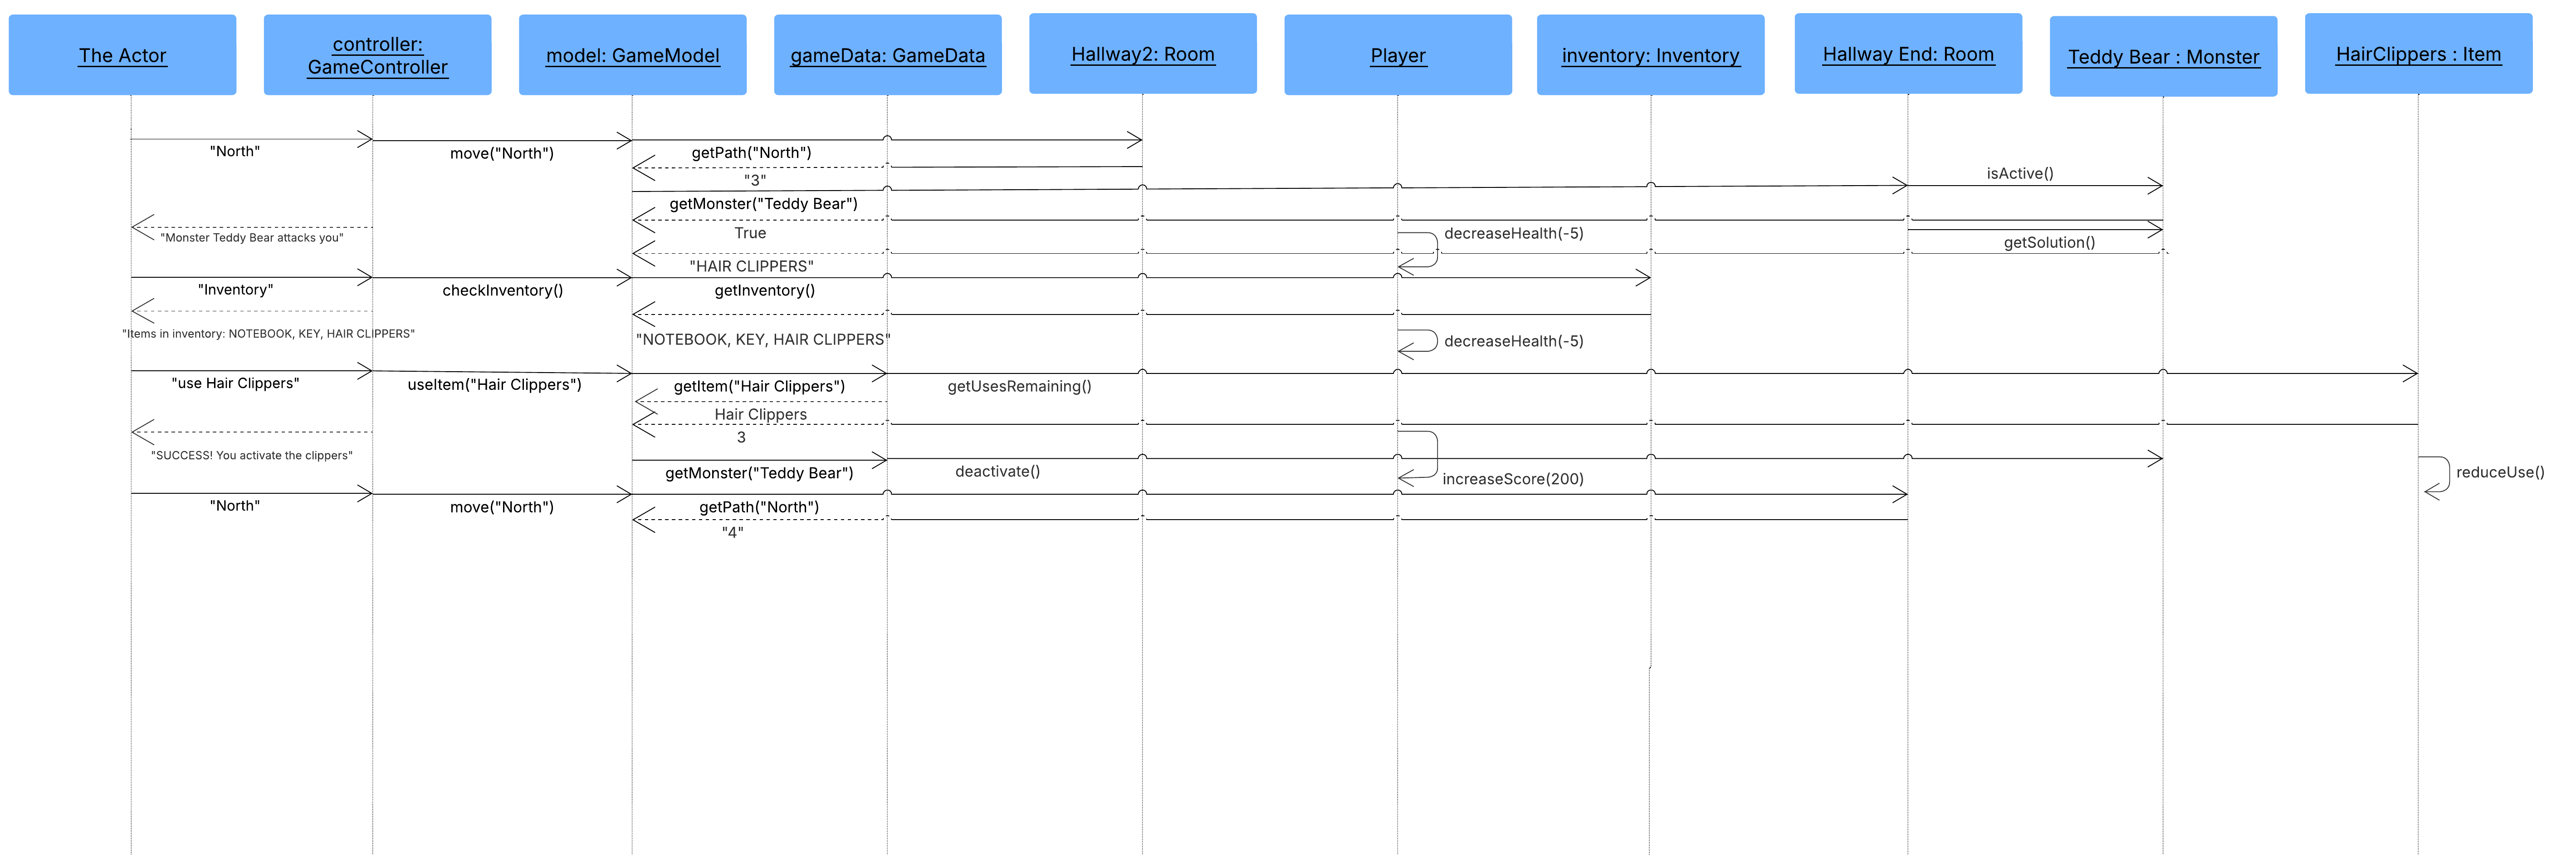 The Actor
controller:
GameController
model: GameModel
gameData: GameData
Hallway2: Room
Player
inventory: Inventory
Hallway End: Room
Teddy Bear : Monster
HairClippers : Item
"North"
move("North")
getPath("North")
"3"
isActive()
getMonster("Teddy Bear")
"Monster Teddy Bear attacks you"
True
decreaseHealth(-5)
getSolution()
"HAIR CLIPPERS"
"Inventory"
checkInventory()
getInventory()
"Items in inventory: NOTEBOOK, KEY, HAIR CLIPPERS"
"NOTEBOOK, KEY, HAIR CLIPPERS"
decreaseHealth(-5)
"use Hair Clippers"
useItem("Hair Clippers")
getItem("Hair Clippers")
getUsesRemaining()
Hair Clippers
3
"SUCCESS! You activate the clippers"
getMonster("Teddy Bear")
deactivate()
increaseScore(200)
reduceUse()
"North"
move("North")
getPath("North")
"4"